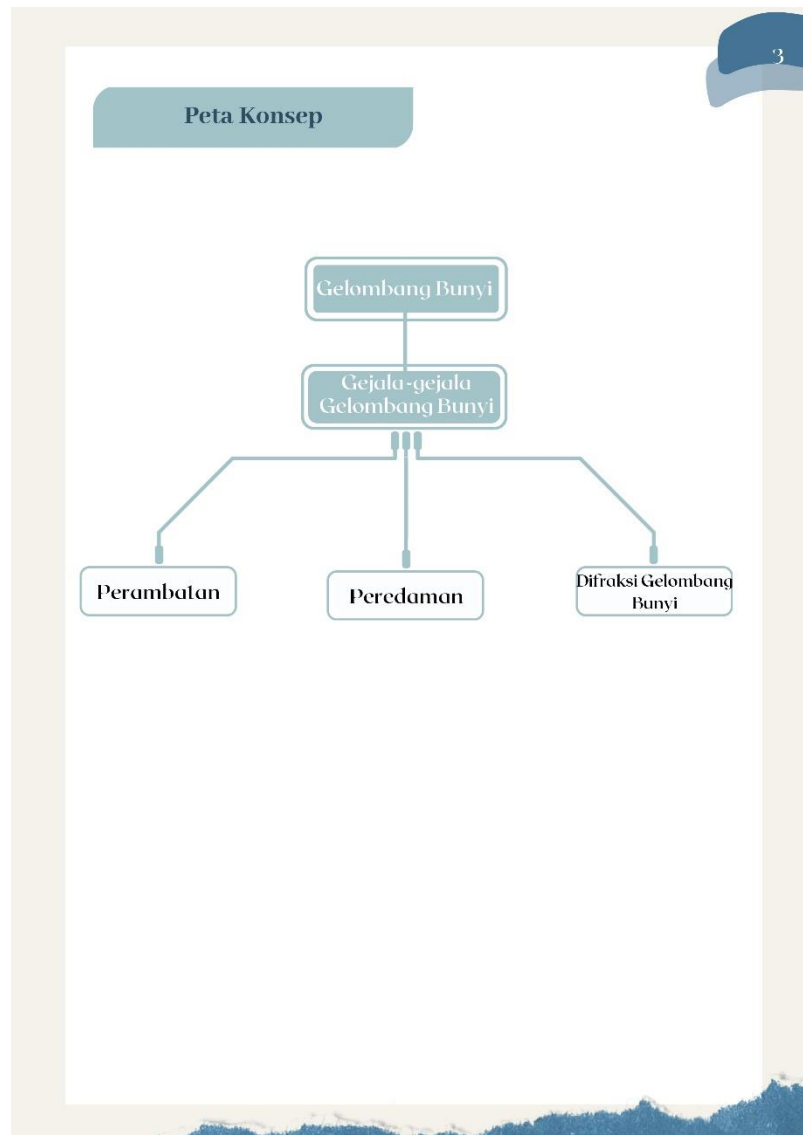 3
Peta Konsep
Gelombang Bunyi
Gejala-gejala
Gelombang Bunyi
Perambatan
Peredaman
Difraksi Gelombang
Bunyi